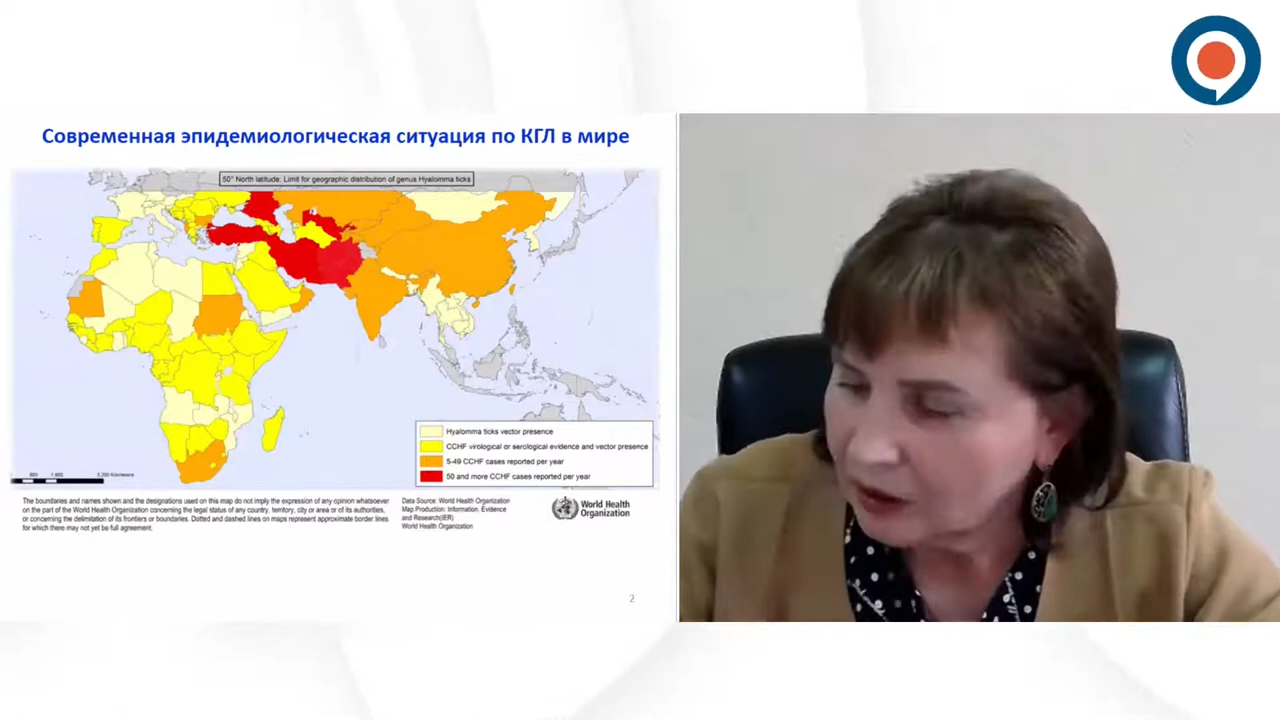 Современная эпидемиологическая ситуация по КГЛ в мире
50° North latitude: Limit for geographic distribution of genus Hyalomma ticks
Hyalomma ticks vector presence
CCHF virological or serological evidence and vector presence
5-49 CCHF cases reported per year
50 and more CCHF cases reported per year
The boundaries and names shown and the designations used on this map do not imply the expression of any opinion whatsoever
on the part of the World Health Organization concerning the legal status of any country, territory, city or area or of its authorities,
or concerning the delimitation of its frontiers or boundaries. Dotted and dashed lines on maps represent approximate border lines
for which there may not yet be full agreement.
Data Source: World Health Organization
Map Production: Information, Evidence
and Research(IER)
World Health Organization
World Health
Organization
2